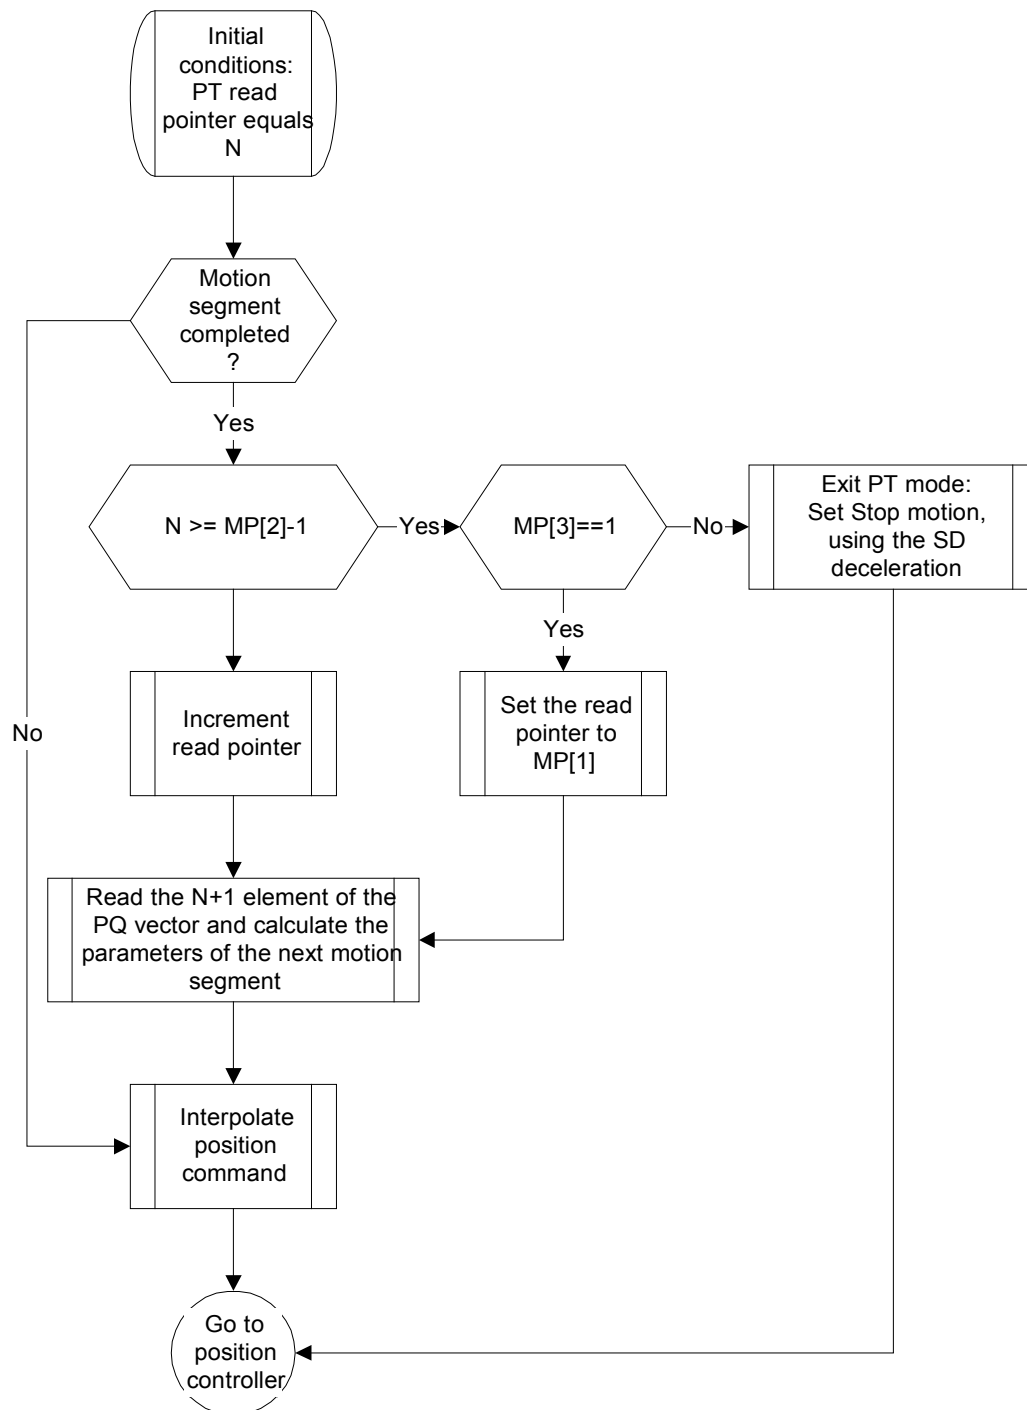 Initial
conditions:
PT read
pointer equals
N
Motion
segment
completed
?
Yes
N >= MP[2]-1
Yes
MP[3]==1
No
Exit PT mode:
Set Stop motion,
using the SD
deceleration
Yes
Increment
read pointer
Set the read
pointer to
MP[1]
No
Read the N+1 element of the
PQ vector and calculate the
parameters of the next motion
segment
Interpolate
position
command
Go to
position
controller